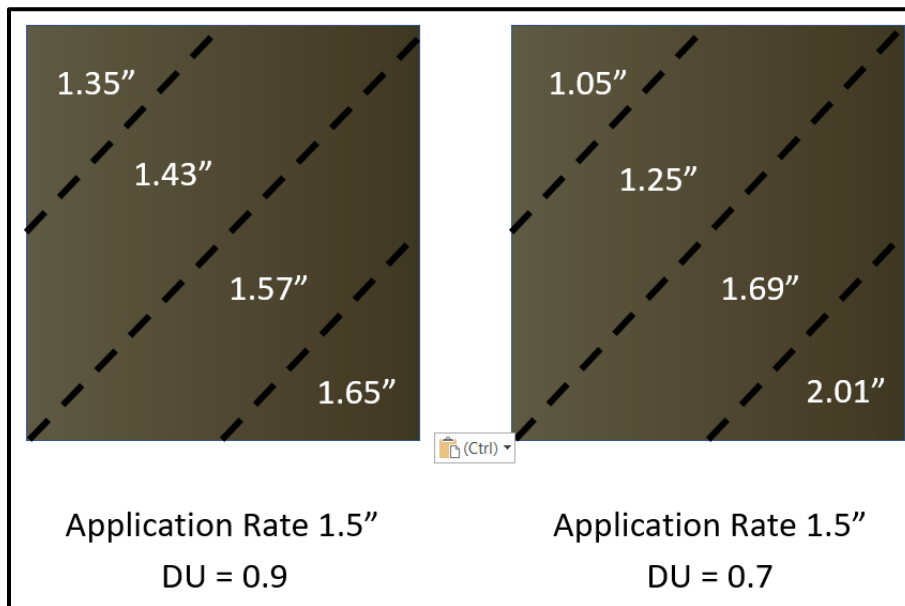 1.35”
1.05”
1.43”
1.25”
1.57”
1.69”
1.65”
2.01”
(Ctrl)
Application Rate 1.5”
Application Rate 1.5”
DU = 0.9
DU = 0.7